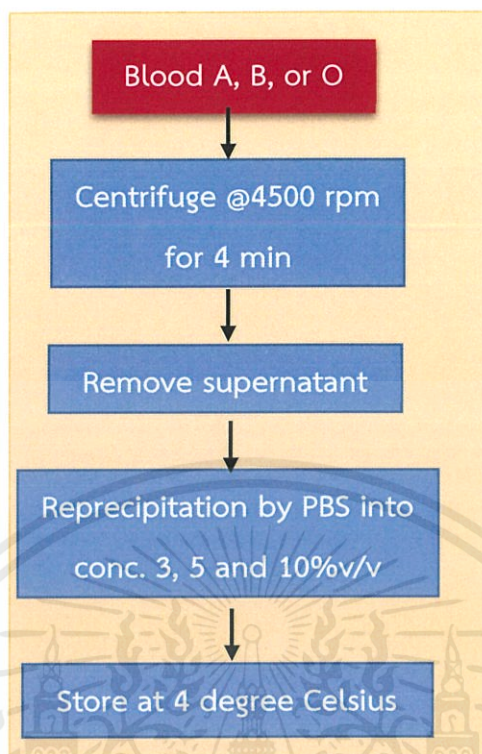 Blood A, B, or O
Centrifuge @4500 rpm
for 4 min
Remove supernatant
Reprecipitation by PBS into
conc. 3, 5 and 10%v/v
Store at 4 degree Celsius